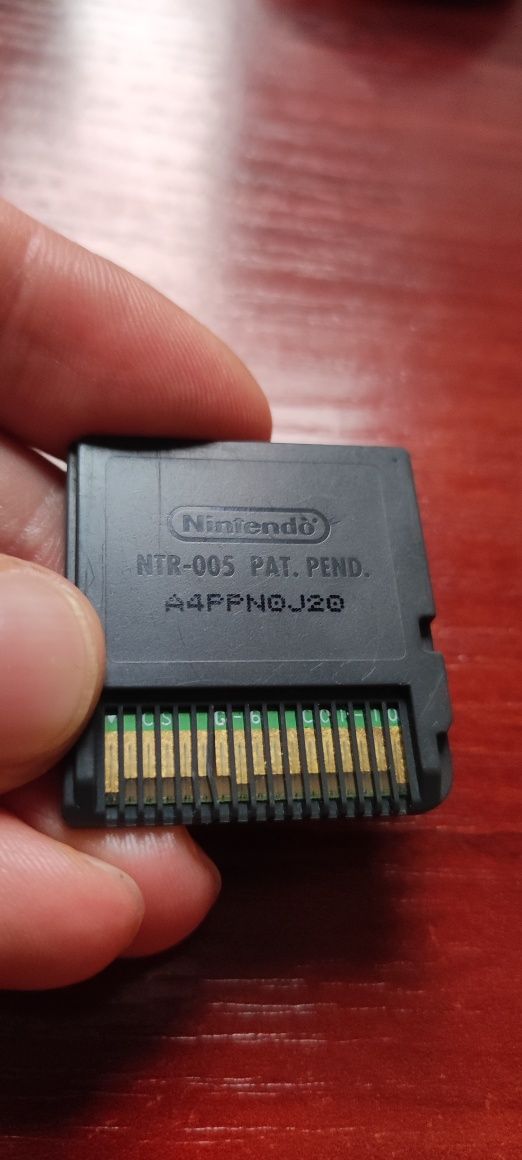 Nintendo
NTR-005 PAT. PEND.
A4PPN0J20